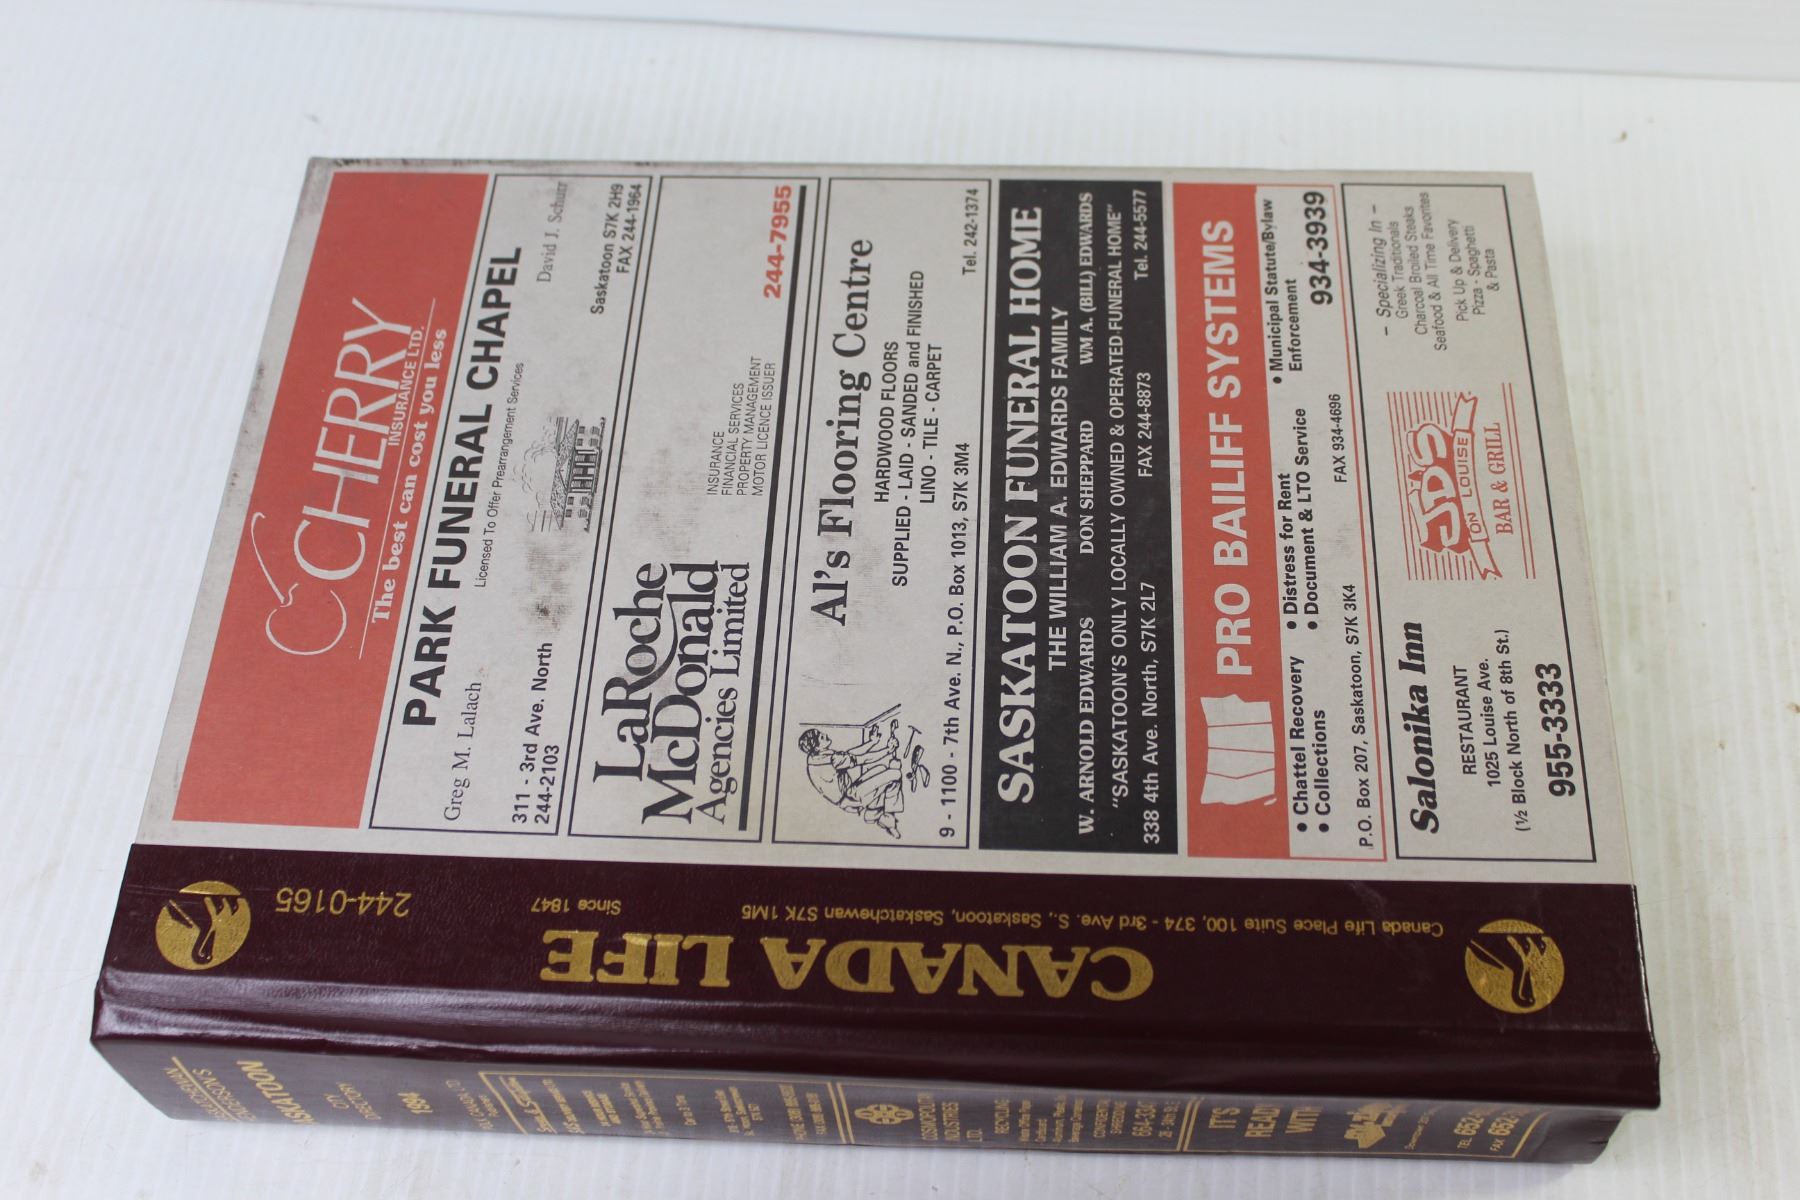 CHERRY
INSURANCE LTD.
The best can cost you less
PARK FUNERAL CHAPEL
Licensed To Offer Prearrangement Services
Greg M. Lalach
David J. Schurr
311 - 3rd Ave. North
244-2103
Saskatoon S7K 2H9
FAX 244-1964
LaRoche
McDonald
Agencies Limited
INSURANCE
FINANCIAL SERVICES
PROPERTY MANAGEMENT
MOTOR LICENCE ISSUER
244-7955
Al's Flooring Centre
HARDWOOD FLOORS
SUPPLIED - LAID - SANDED and FINISHED
LINO - TILE - CARPET
9 - 1100 - 7th Ave. N., P.O. Box 1013, S7K 3M4
Tel. 242-1374
SASKATOON FUNERAL HOME
THE WILLIAM A. EDWARDS FAMILY
W. ARNOLD EDWARDS DON SHEPPARD WM A. (BILL) EDWARDS
"SASKATOON'S ONLY LOCALLY OWNED & OPERATED FUNERAL HOME"
338 4th Ave. North, S7K 2L7 FAX 244-8873 Tel. 244-5577
PRO BAILIFF SYSTEMS
• Chattel Recovery
• Collections
• Distress for Rent
• Document & LTO Service
• Municipal Statute/Bylaw
Enforcement
P.O. Box 207, Saskatoon, S7K 3K4 FAX 934-4696
934-3939
Salonika Inn
RESTAURANT
1025 Louise Ave.
(½ Block North of 8th St.)
955-3333
JD'S
ON LOUISE
BAR & GRILL
– Specializing In –
Greek Traditionals
Charcoal Broiled Steaks
Seafood & All Time Favorites
Pick Up & Delivery
Pizza - Spaghetti
& Pasta
CANADA LIFE
Canada Life Place Suite 100, 374 - 3rd Ave. S., Saskatoon, Saskatchewan S7K 1M5
Since 1847
244-0165
SASKATOON
CITY
DIRECTORY
1994
COSMOPOLITAN
INDUSTRIES
LTD.
RECYCLING
IT'S
READY
WITH